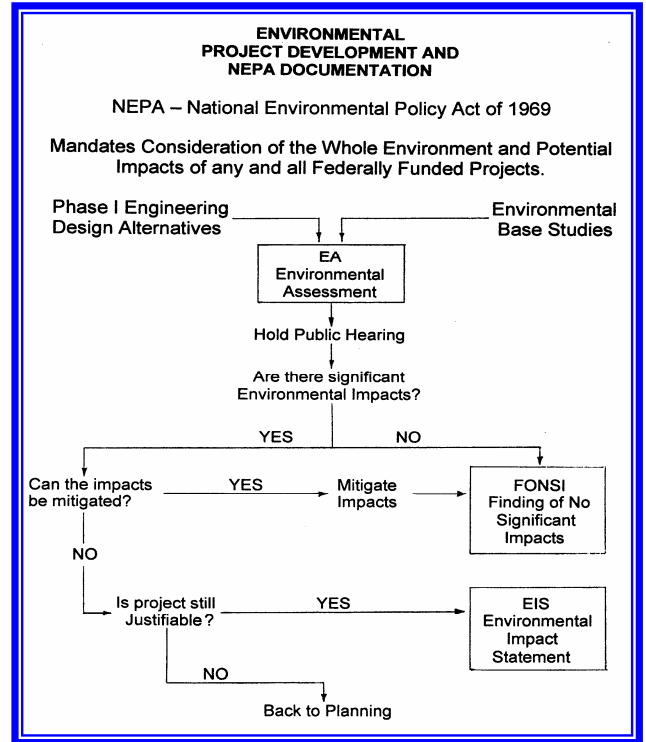 ENVIRONMENTAL
PROJECT DEVELOPMENT AND
NEPA DOCUMENTATION
NEPA – National Environmental Policy Act of 1969
Mandates Consideration of the Whole Environment and Potential
Impacts of any and all Federally Funded Projects.
Phase I Engineering
Design Alternatives
Environmental
Base Studies
EA
Environmental
Assessment
Hold Public Hearing
Are there significant
Environmental Impacts?
YES
NO
Can the impacts
be mitigated?
YES
Mitigate
Impacts
FONSI
Finding of No
Significant
Impacts
NO
Is project still
Justifiable?
YES
EIS
Environmental
Impact
Statement
NO
Back to Planning